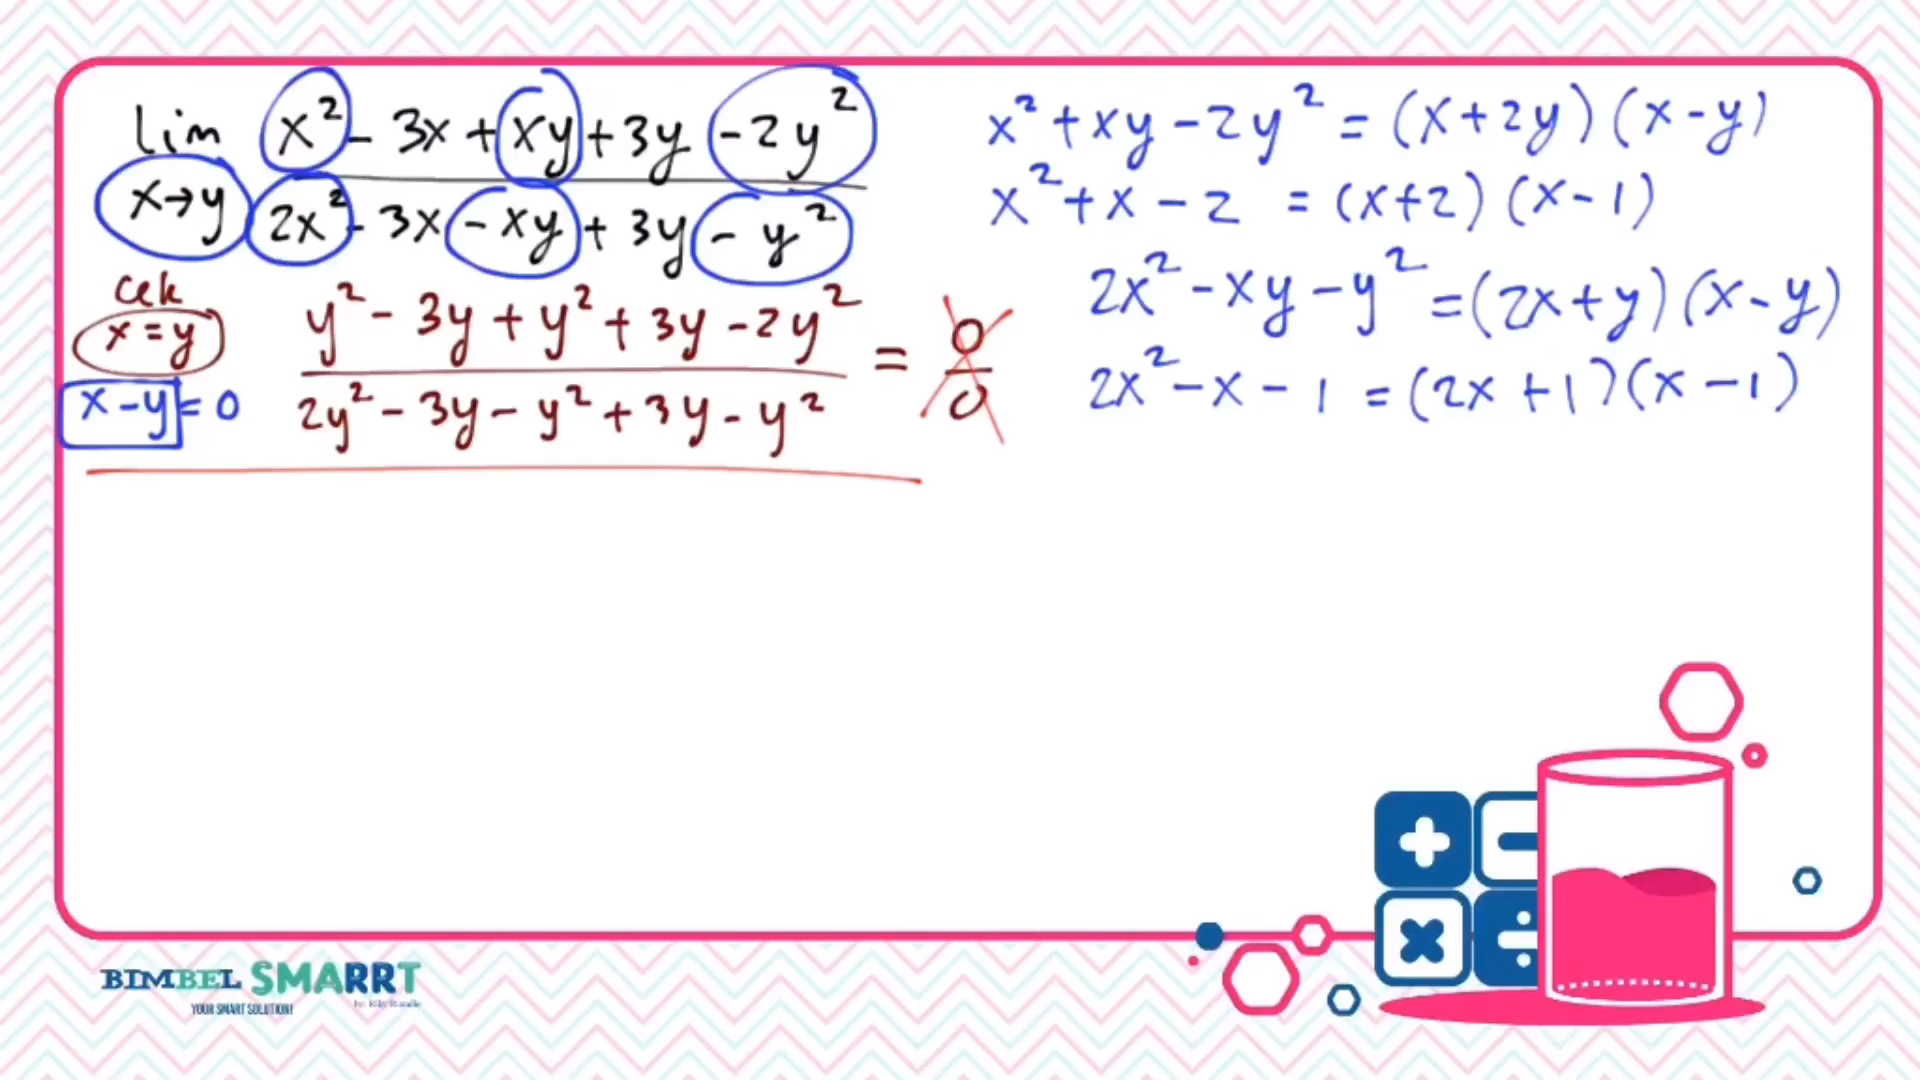 lim x→y (x² - 3x + xy + 3y - 2y²) / (2x² - 3x - xy + 3y - y²)
cek
x = y
x - y = 0
(y² - 3y + y² + 3y - 2y²) / (2y² - 3y - y² + 3y - y²) = 0/0
x² + xy - 2y² = (x + 2y) (x - y)
x² + x - 2 = (x + 2) (x - 1)
2x² - xy - y² = (2x + y) (x - y)
2x² - x - 1 = (2x + 1) (x - 1)
BIMBEL SMARRT
YOUR SMART SOLUTION!